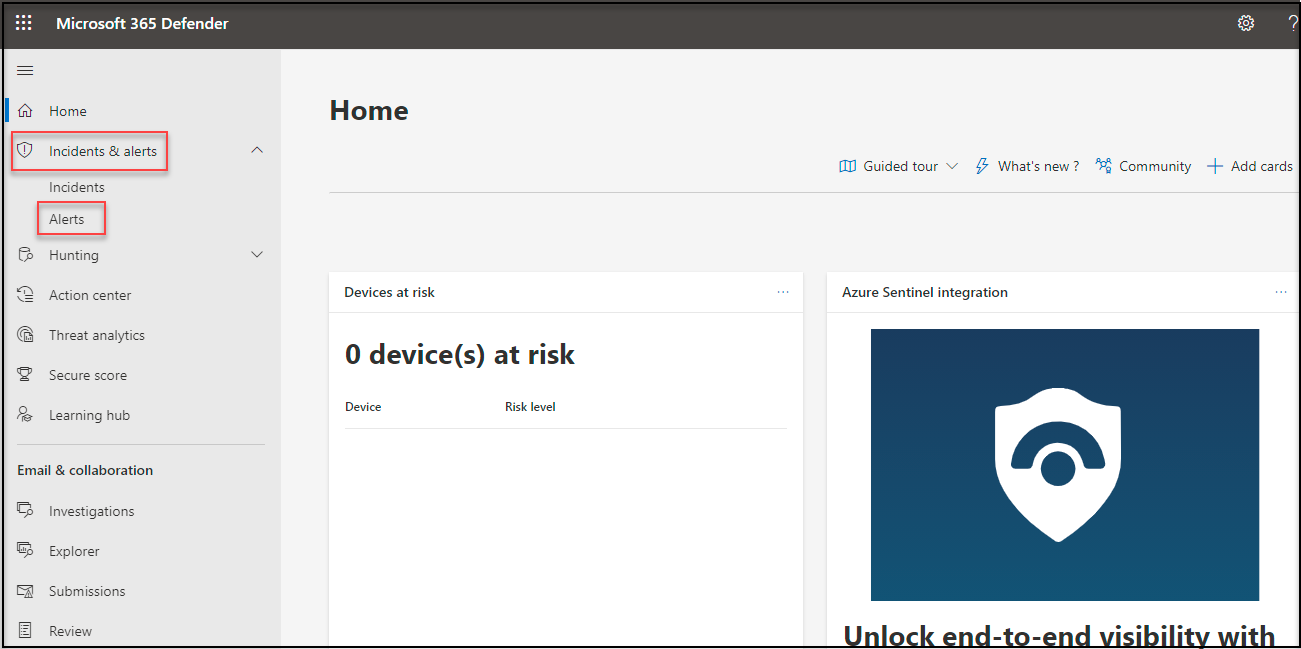 Microsoft 365 Defender
?
Home
Incidents & alerts
Incidents
Alerts
Hunting
Action center
Threat analytics
Secure score
Learning hub
Email & collaboration
Investigations
Explorer
Submissions
Review
Home
Guided tour What's new ? Community Add cards
Devices at risk ...
0 device(s) at risk
Device Risk level
Azure Sentinel integration ...
Unlock end-to-end visibility with